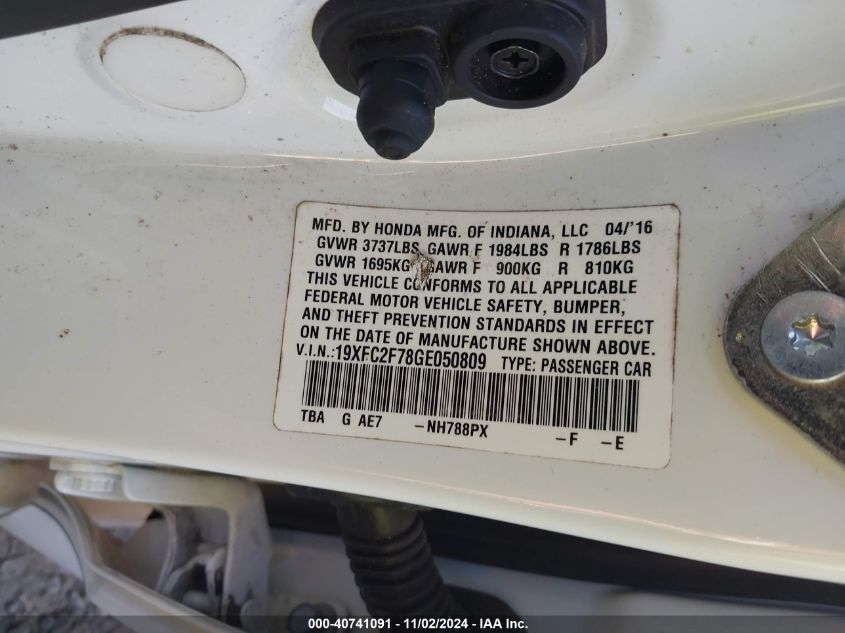 MFD. BY HONDA MFG. OF INDIANA, LLC 04/'16
GVWR 3737LBS GAWR F 1984LBS R 1786LBS
GVWR 1695KG GAWR F 900KG R 810KG
THIS VEHICLE CONFORMS TO ALL APPLICABLE
FEDERAL MOTOR VEHICLE SAFETY, BUMPER,
AND THEFT PREVENTION STANDARDS IN EFFECT
ON THE DATE OF MANUFACTURE SHOWN ABOVE.
V.I.N.:19XFC2F78GE050809 TYPE: PASSENGER CAR
TBA G AE7 -NH788PX -F -E
000-40741091 - 11/02/2024 - IAA Inc.